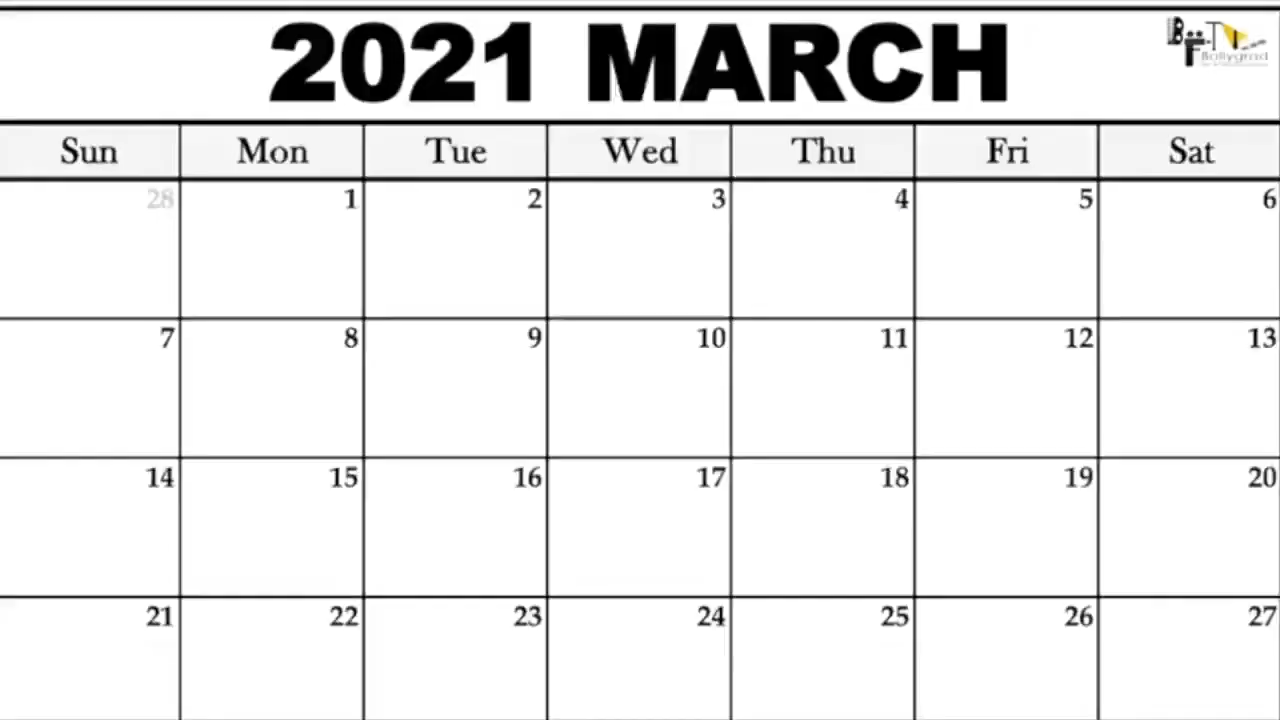 2021 MARCH
Sun Mon Tue Wed Thu Fri Sat
28 1 2 3 4 5 6
7 8 9 10 11 12 13
14 15 16 17 18 19 20
21 22 23 24 25 26 27